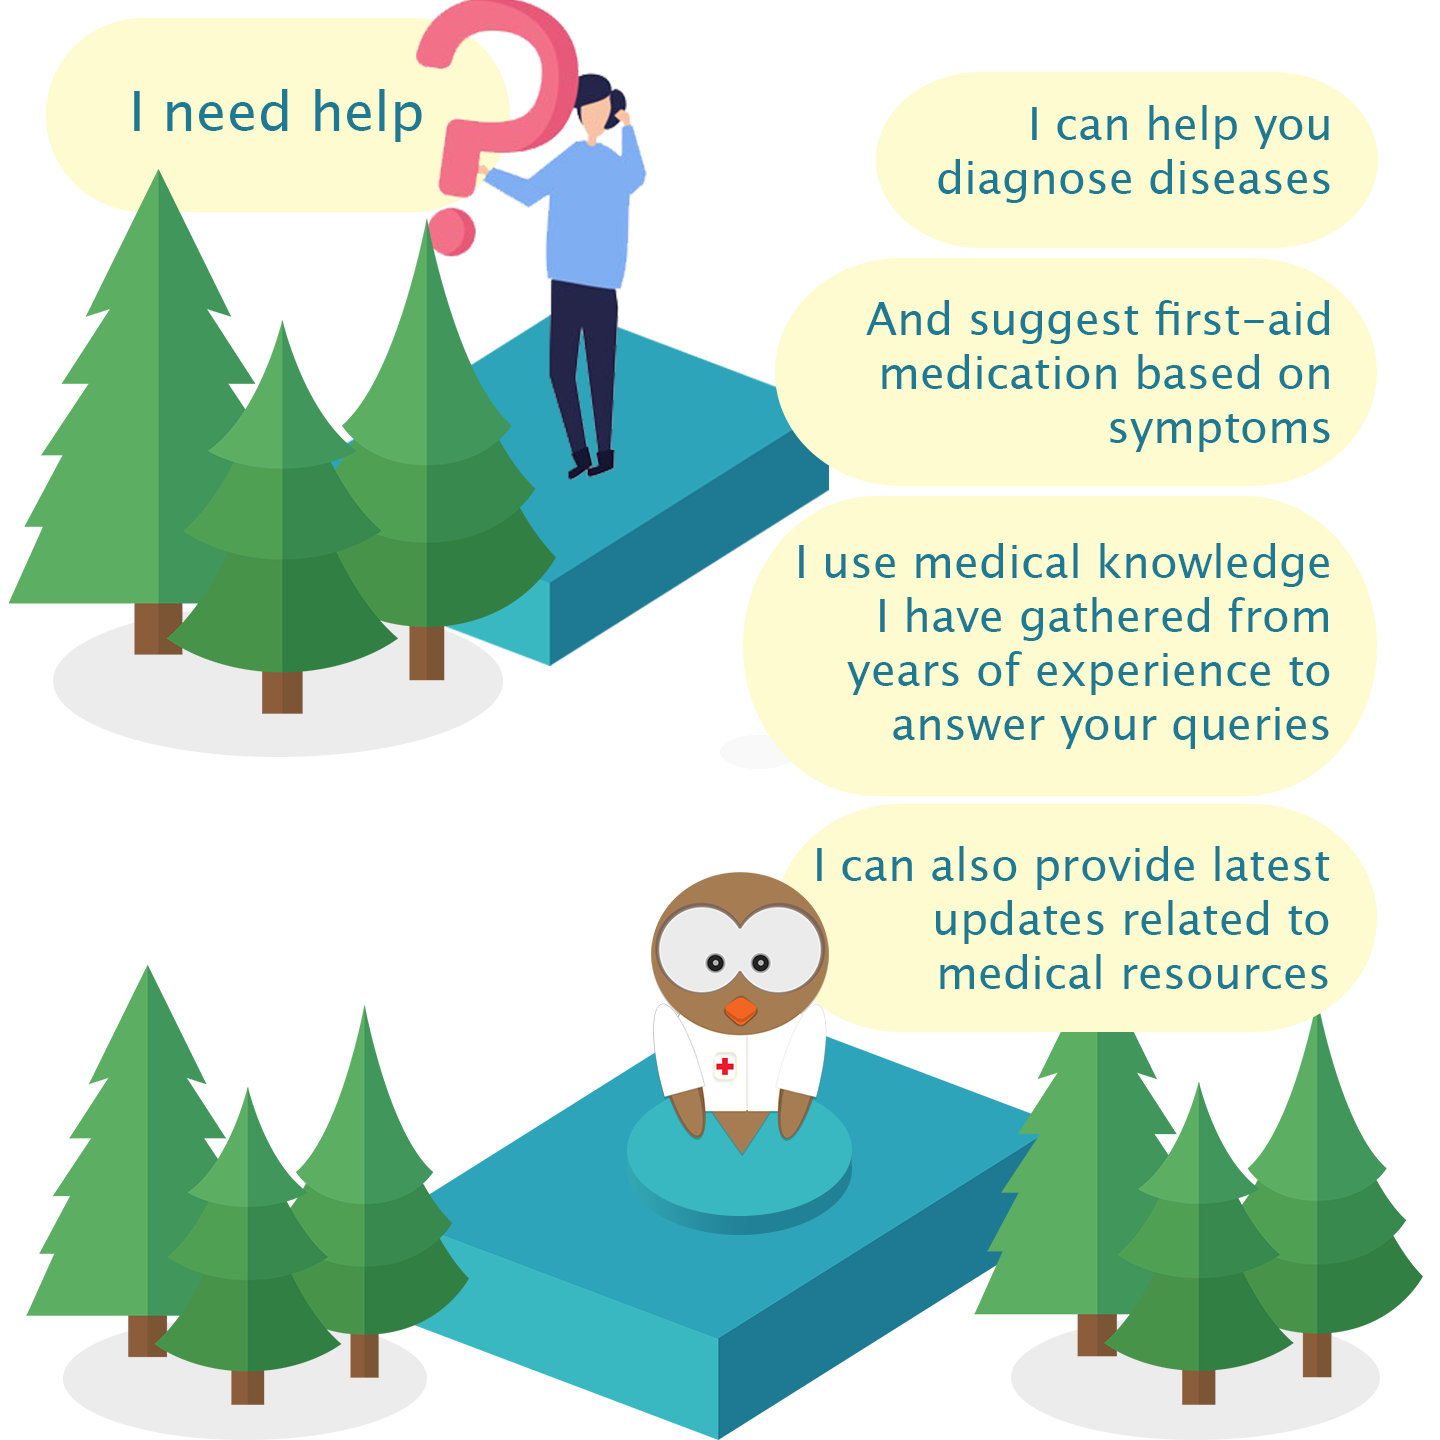 I need help
I can help you
diagnose diseases
And suggest first-aid
medication based on
symptoms
I use medical knowledge
I have gathered from
years of experience to
answer your queries
I can also provide latest
updates related to
medical resources